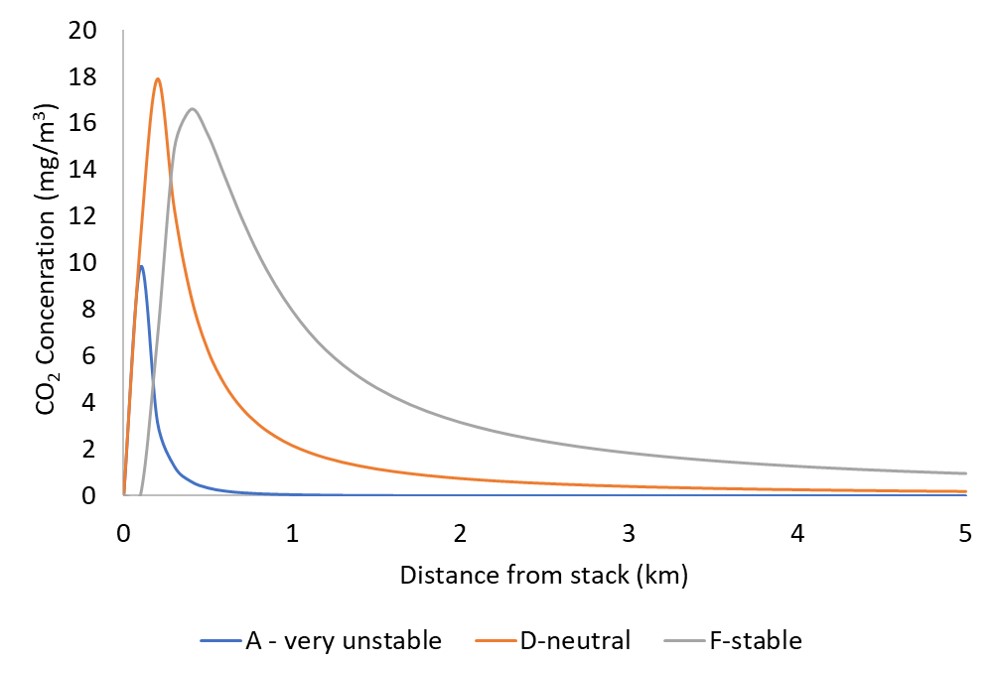 20
18
16
14
12
10
8
6
4
2
0
CO₂ Concenration (mg/m³)
0 1 2 3 4 5
Distance from stack (km)
A - very unstable D-neutral F-stable